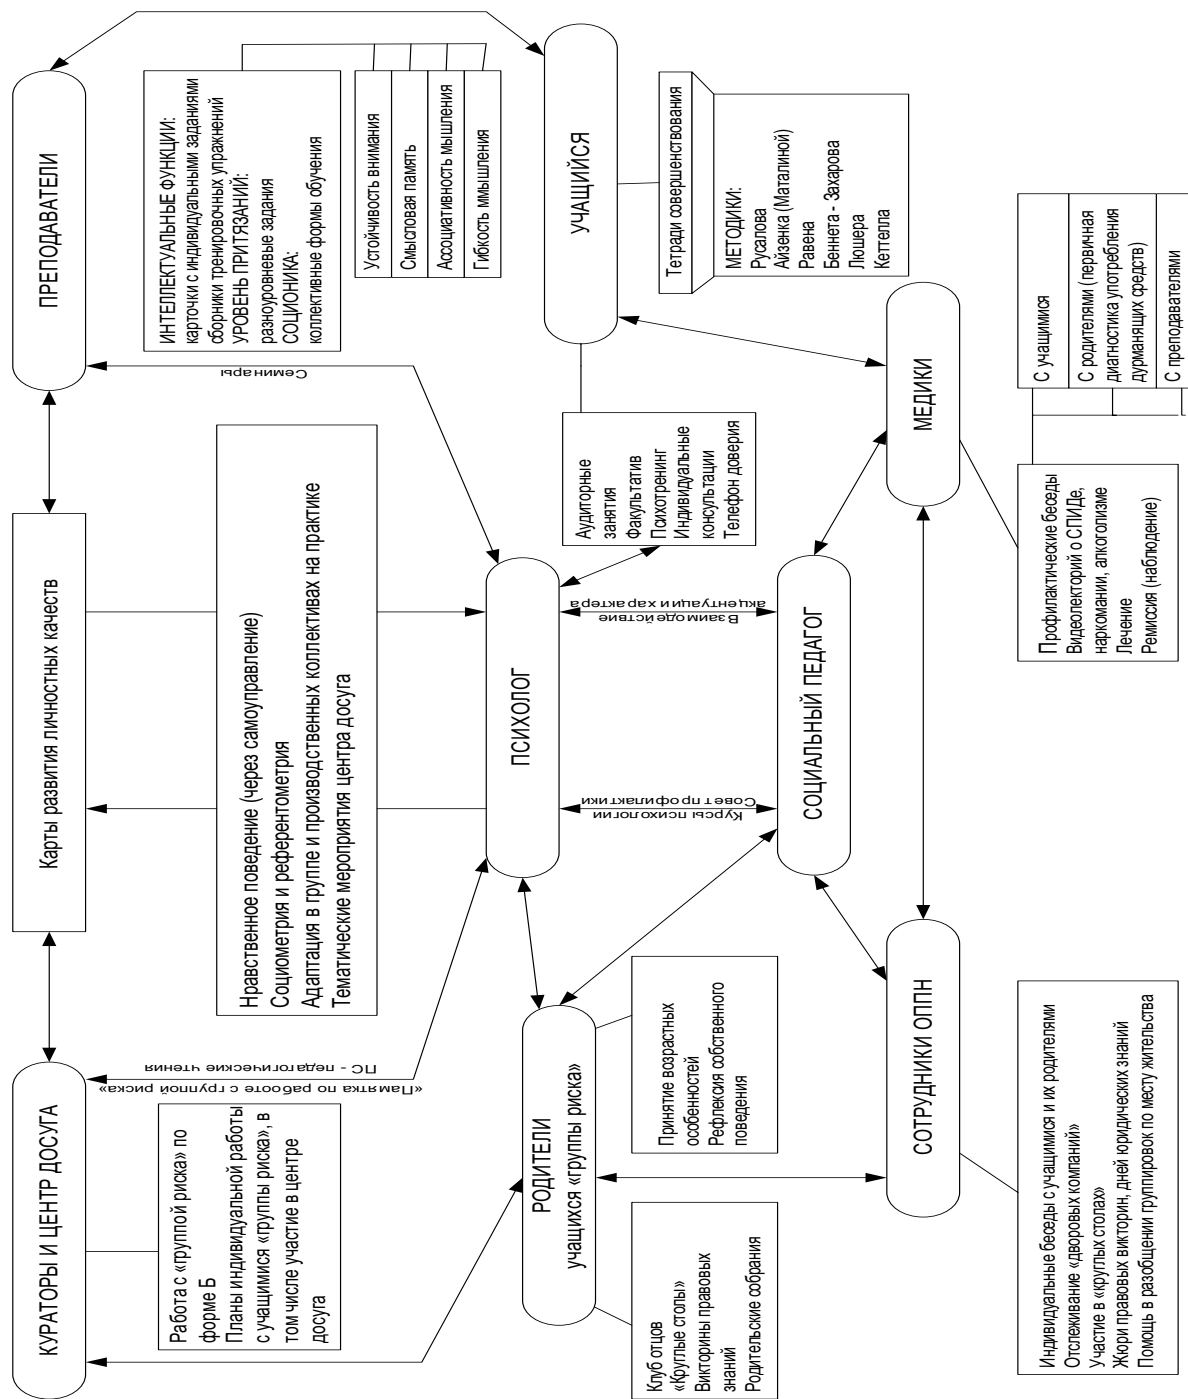 КУРАТОРЫ И ЦЕНТР ДОСУГА
Карты развития личностных качеств
ПРЕПОДАВАТЕЛИ
Работа с «группой риска» по
форме Б
Планы индивидуальной работы
с учащимися «группы риска», в
том числе участие в центре
досуга
«Памятка по работе с группой риска»
ПС - педагогические чтения
Нравственное поведение (через самоуправление)
Социометрия и референтометрия
Адаптация в группе и производственных коллективах на практике
Тематические мероприятия центра досуга
Семинары
ИНТЕЛЛЕКТУАЛЬНЫЕ ФУНКЦИИ:
карточки с индивидуальными заданиями
сборники тренировочных упражнений
УРОВЕНЬ ПРИТЯЗАНИЙ:
разноуровневые задания
СОЦИОНИКА:
коллективные формы обучения
Устойчивость внимания
Смысловая память
Ассоциативность мышления
Гибкость ммышления
РОДИТЕЛИ
учащихся «группы риска»
ПСИХОЛОГ
УЧАЩИЙСЯ
Клуб отцов
«Круглые столы»
Викторины правовых
знаний
Родительские собрания
Принятие возрастных
особенностей
Рефлексия собственного
поведения
Курсы психологии
Совет профилактики
Взаимодействие
акцентуации характера
Аудиторные
занятия
Факультатив
Психотренинг
Индивидуальные
консультации
Телефон доверия
Тетради совершенствования
МЕТОДИКИ:
Русалова
Айзенка (Маталиной)
Равена
Беннета - Захарова
Люшера
Кеттелла
СОЦИАЛЬНЫЙ ПЕДАГОГ
СОТРУДНИКИ ОППН
МЕДИКИ
Индивидуальные беседы с учащимися и их родителями
Отслеживание «дворовых компаний»
Участие в «круглых столах»
Жюри правовых викторин, дней юридических знаний
Помощь в разобщении группировок по месту жительства
Профилактические беседы
Видеолекторий о СПИДе,
наркомании, алкоголизме
Лечение
Ремиссия (наблюдение)
С учащимися
С родителями (первичная
диагностика употребления
дурманящих средств)
С преподавателями